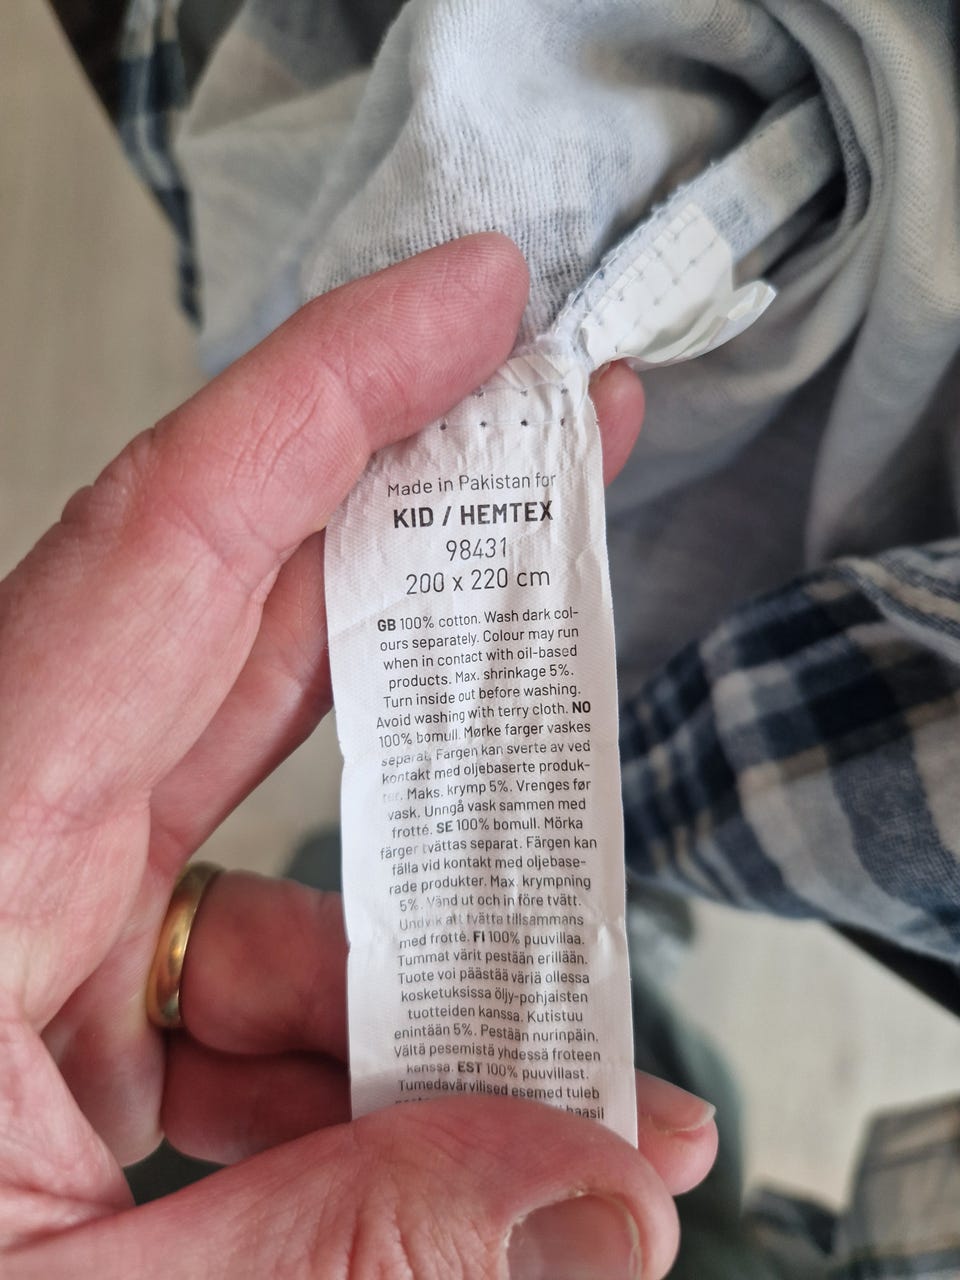 Made in Pakistan for
KID / HEMTEX
98431
200 x 220 cm
GB 100% cotton. Wash dark col-
ours separately. Colour may run
when in contact with oil-based
products. Max. shrinkage 5%.
Turn inside out before washing.
Avoid washing with terry cloth. NO
100% bomull. Mørke farger vaskes
separat. Fargen kan sverte av ved
kontakt med oljebaserte produk-
ter. Maks. krymp 5%. Vrenges før
vask. Unngå vask sammen med
frotté. SE 100% bomull. Mörka
färger tvättas separat. Färgen kan
fälla vid kontakt med oljebase-
rade produkter. Max. krympning
5%. Vänd ut och in före tvätt.
Undvik att tvätta tillsammans
med frotté. FI 100% puuvillaa.
Tummat värit pestään erillään.
Tuote voi päästää väriä ollessa
kosketuksissa öljy-pohjaisten
tuotteiden kanssa. Kutistuu
enintään 5%. Pestään nurinpäin.
Vältä pesemistä yhdessä froteen
kanssa. EST 100% puuvillast.
Tumedavärvilised esemed tuleb
baasil